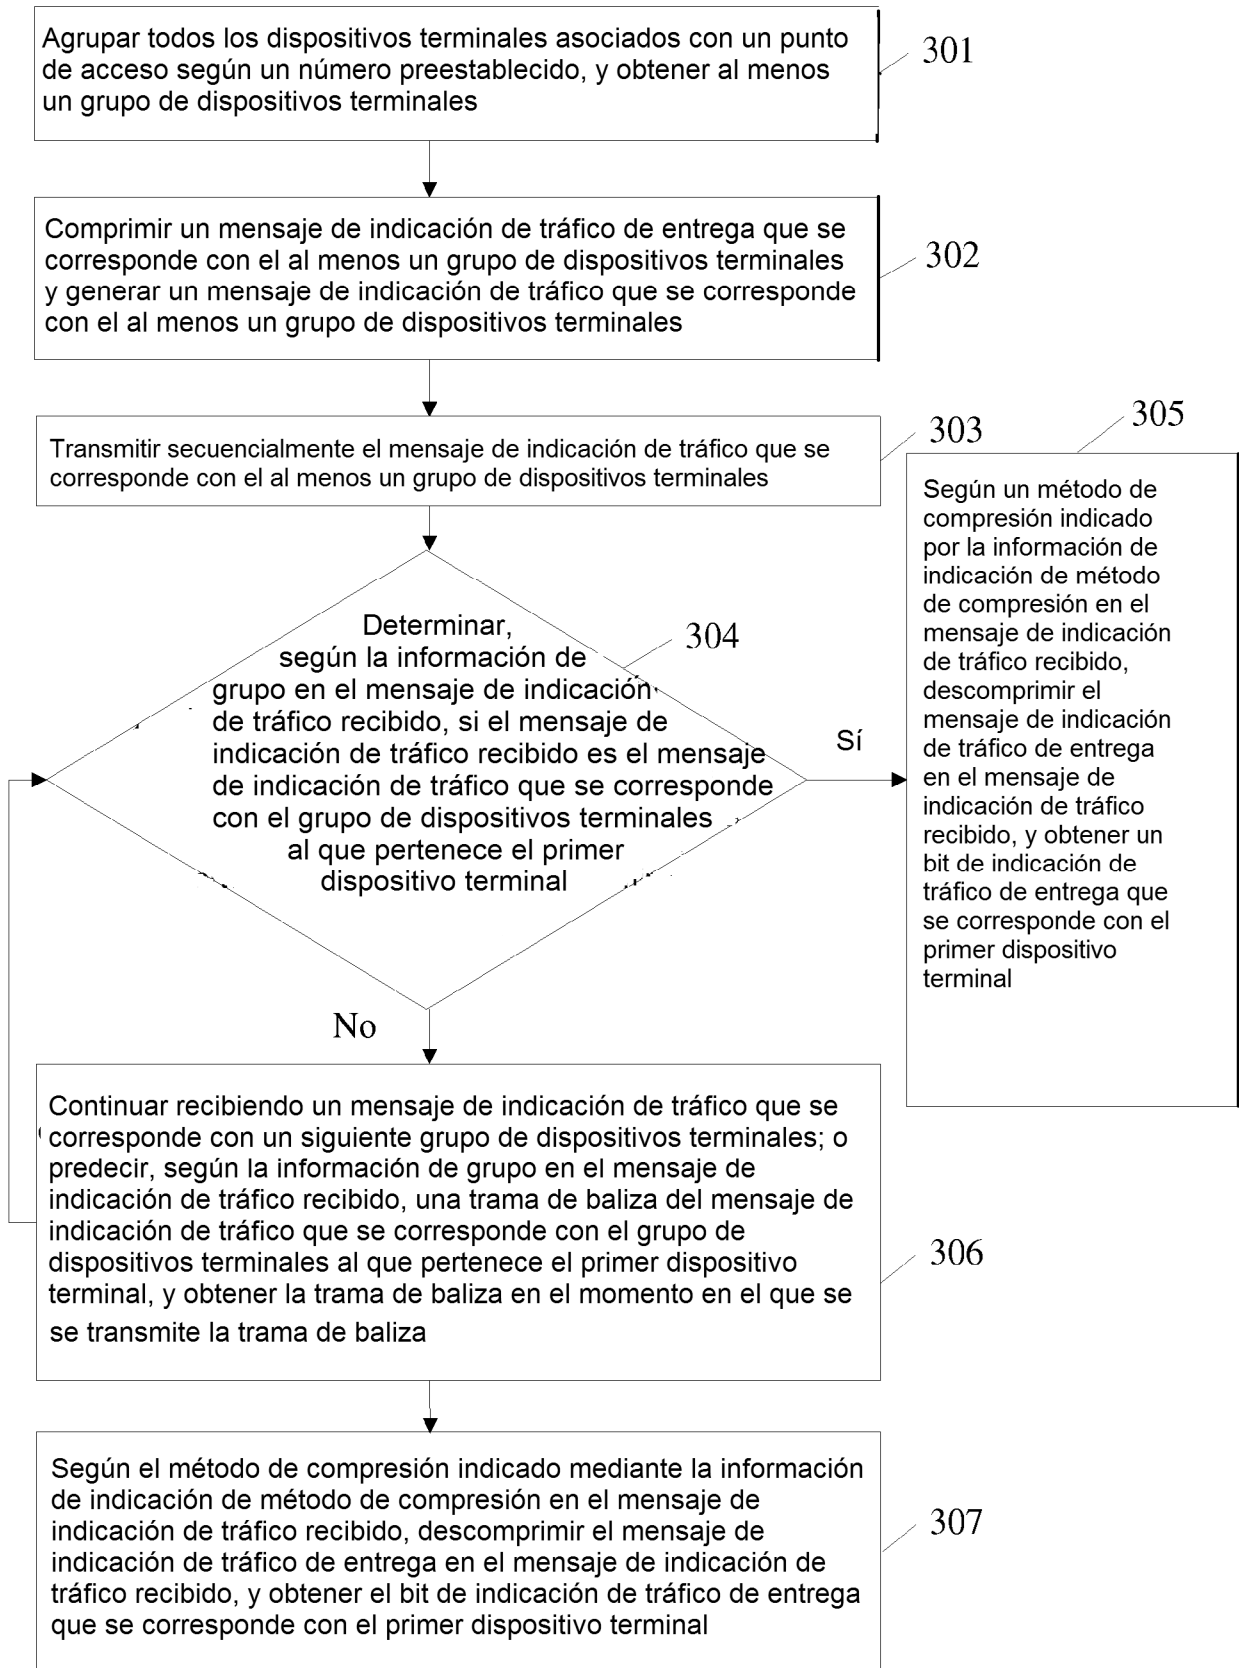 Agrupar todos los dispositivos terminales asociados con un punto
de acceso según un número preestablecido, y obtener al menos
un grupo de dispositivos terminales
301
Comprimir un mensaje de indicación de tráfico de entrega que se
corresponde con el al menos un grupo de dispositivos terminales
y generar un mensaje de indicación de tráfico que se corresponde
con el al menos un grupo de dispositivos terminales
302
Transmitir secuencialmente el mensaje de indicación de tráfico que se
corresponde con el al menos un grupo de dispositivos terminales
303
Determinar,
según la información de
grupo en el mensaje de indicación
de tráfico recibido, si el mensaje de
indicación de tráfico recibido es el mensaje
de indicación de tráfico que se corresponde
con el grupo de dispositivos terminales
al que pertenece el primer
dispositivo terminal
304
Sí
305
Según un método de
compresión indicado
por la información de
indicación de método
de compresión en el
mensaje de indicación
de tráfico recibido,
descomprimir el
mensaje de indicación
de tráfico de entrega
en el mensaje de
indicación de tráfico
recibido, y obtener un
bit de indicación de
tráfico de entrega que
se corresponde con el
primer dispositivo
terminal
No
Continuar recibiendo un mensaje de indicación de tráfico que se
corresponde con un siguiente grupo de dispositivos terminales; o
predecir, según la información de grupo en el mensaje de
indicación de tráfico recibido, una trama de baliza del mensaje de
indicación de tráfico que se corresponde con el grupo de
dispositivos terminales al que pertenece el primer dispositivo
terminal, y obtener la trama de baliza en el momento en el que se
se transmite la trama de baliza
306
Según el método de compresión indicado mediante la información
de indicación de método de compresión en el mensaje de
indicación de tráfico recibido, descomprimir el mensaje de
indicación de tráfico de entrega en el mensaje de indicación de
tráfico recibido, y obtener el bit de indicación de tráfico de entrega
que se corresponde con el primer dispositivo terminal
307